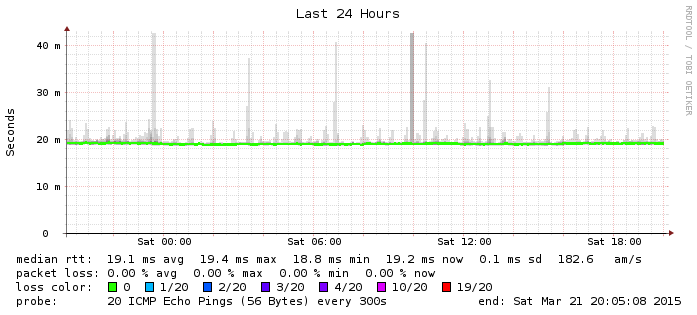 Last 24 Hours
RRDTOOL / TOBI OETIKER
Seconds
40 m
30 m
20 m
10 m
0
Sat 00:00 Sat 06:00 Sat 12:00 Sat 18:00
median rtt: 19.1 ms avg 19.4 ms max 18.8 ms min 19.2 ms now 0.1 ms sd 182.6 am/s
packet loss: 0.00 % avg 0.00 % max 0.00 % min 0.00 % now
loss color: 0 1/20 2/20 3/20 4/20 10/20 19/20
probe: 20 ICMP Echo Pings (56 Bytes) every 300s end: Sat Mar 21 20:05:08 2015